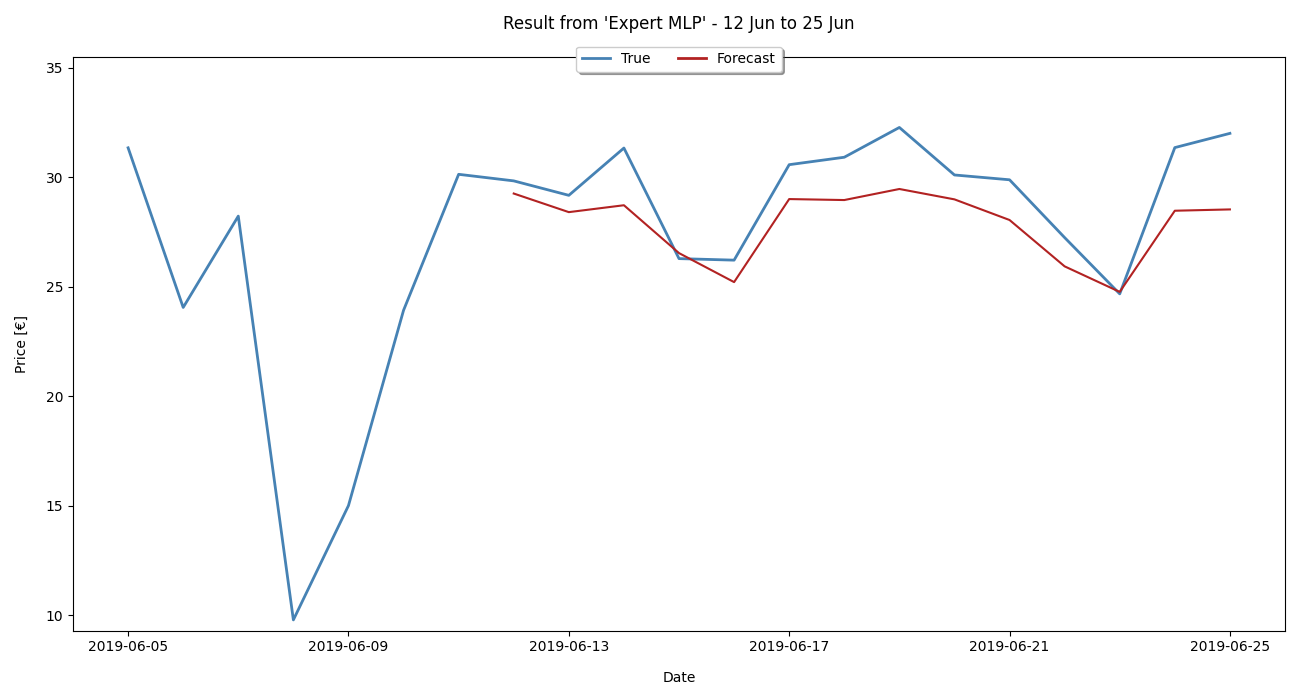 Result from 'Expert MLP' - 12 Jun to 25 Jun
True Forecast
35
30
25
20
15
10
Price [€]
2019-06-05 2019-06-09 2019-06-13 2019-06-17 2019-06-21 2019-06-25
Date